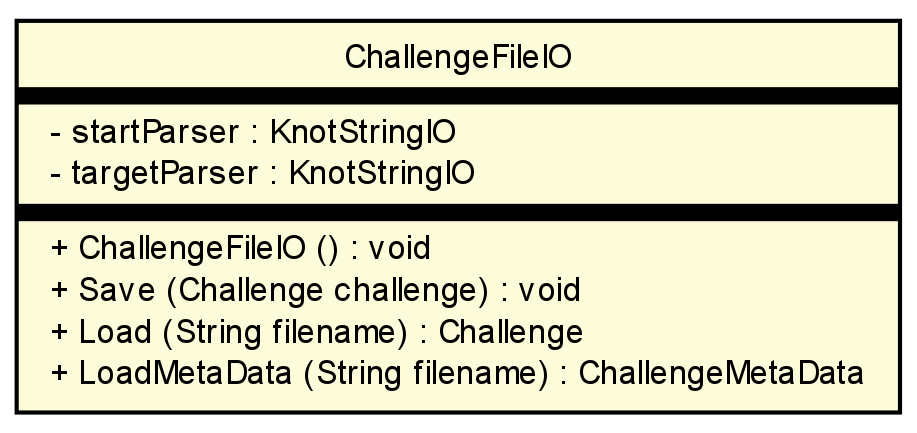 ChallengeFileIO
- startParser : KnotStringIO
- targetParser : KnotStringIO
+ ChallengeFileIO () : void
+ Save (Challenge challenge) : void
+ Load (String filename) : Challenge
+ LoadMetaData (String filename) : ChallengeMetaData